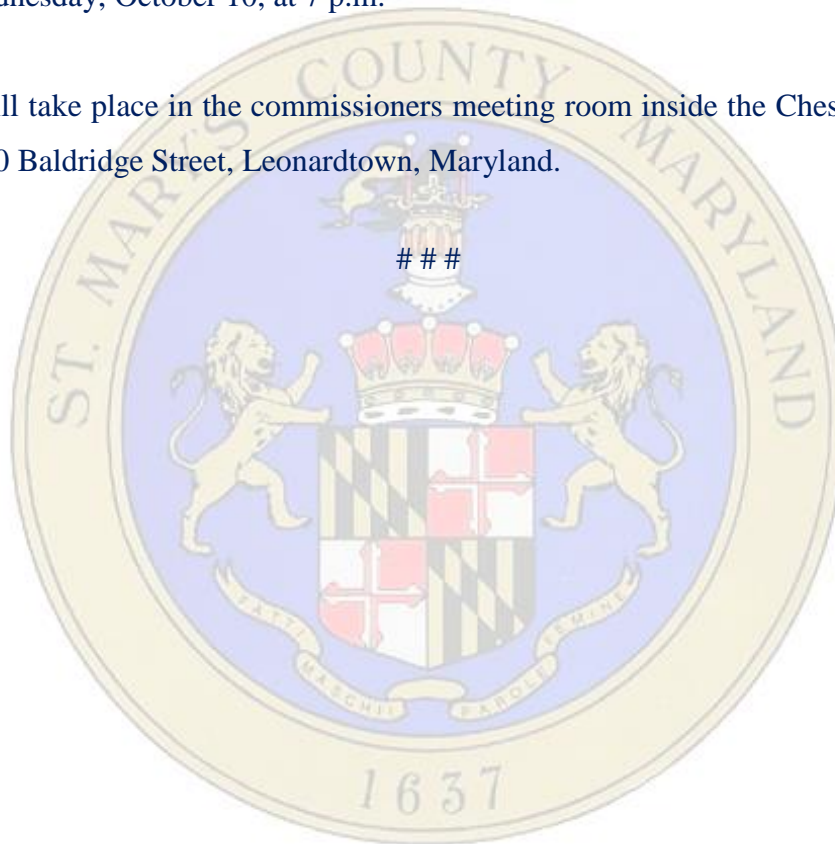 dnesday, October at 7 p.m.
ll take place in the commissioners meeting room inside the Ches
0 Baldridge Street, Leonardtown, Maryland.
# # #
ST. MARY'S COUNTY MARYLAND
FATTI MASCHII PAROLE FEMINE
1637